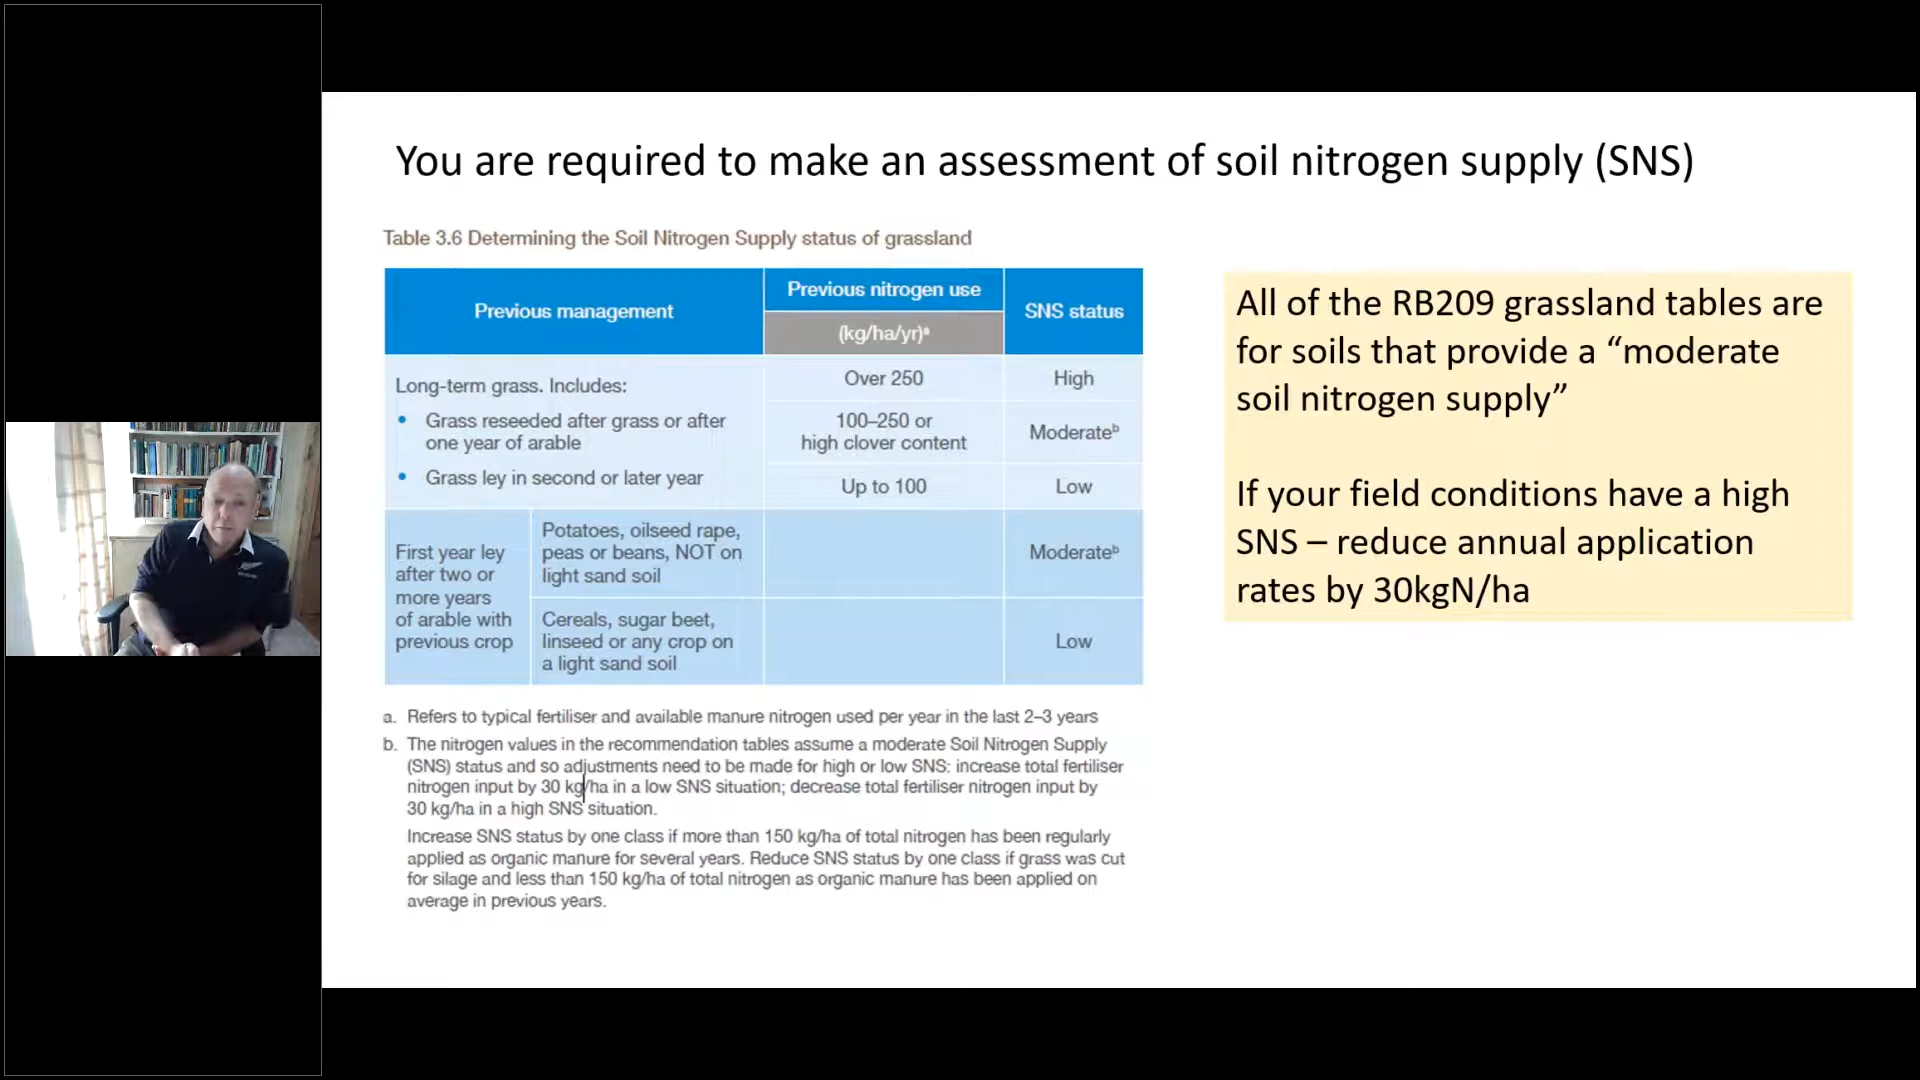 You are required to make an assessment of soil nitrogen supply (SNS)
Table 3.6 Determining the Soil Nitrogen Supply status of grassland
Previous management
Previous nitrogen use
(kg/ha/yr)ᵃ
SNS status
Long-term grass. Includes:
• Grass reseeded after grass or after
one year of arable
• Grass ley in second or later year
Over 250
High
100–250 or
high clover content
Moderateᵇ
Up to 100
Low
First year ley
after two or
more years
of arable with
previous crop
Potatoes, oilseed rape,
peas or beans, NOT on
light sand soil
Moderateᵇ
Cereals, sugar beet,
linseed or any crop on
a light sand soil
Low
a. Refers to typical fertiliser and available manure nitrogen used per year in the last 2–3 years
b. The nitrogen values in the recommendation tables assume a moderate Soil Nitrogen Supply
(SNS) status and so adjustments need to be made for high or low SNS: increase total fertiliser
nitrogen input by 30 kg/ha in a low SNS situation; decrease total fertiliser nitrogen input by
30 kg/ha in a high SNS situation.
Increase SNS status by one class if more than 150 kg/ha of total nitrogen has been regularly
applied as organic manure for several years. Reduce SNS status by one class if grass was cut
for silage and less than 150 kg/ha of total nitrogen as organic manure has been applied on
average in previous years.
All of the RB209 grassland tables are
for soils that provide a “moderate
soil nitrogen supply”
If your field conditions have a high
SNS – reduce annual application
rates by 30kgN/ha